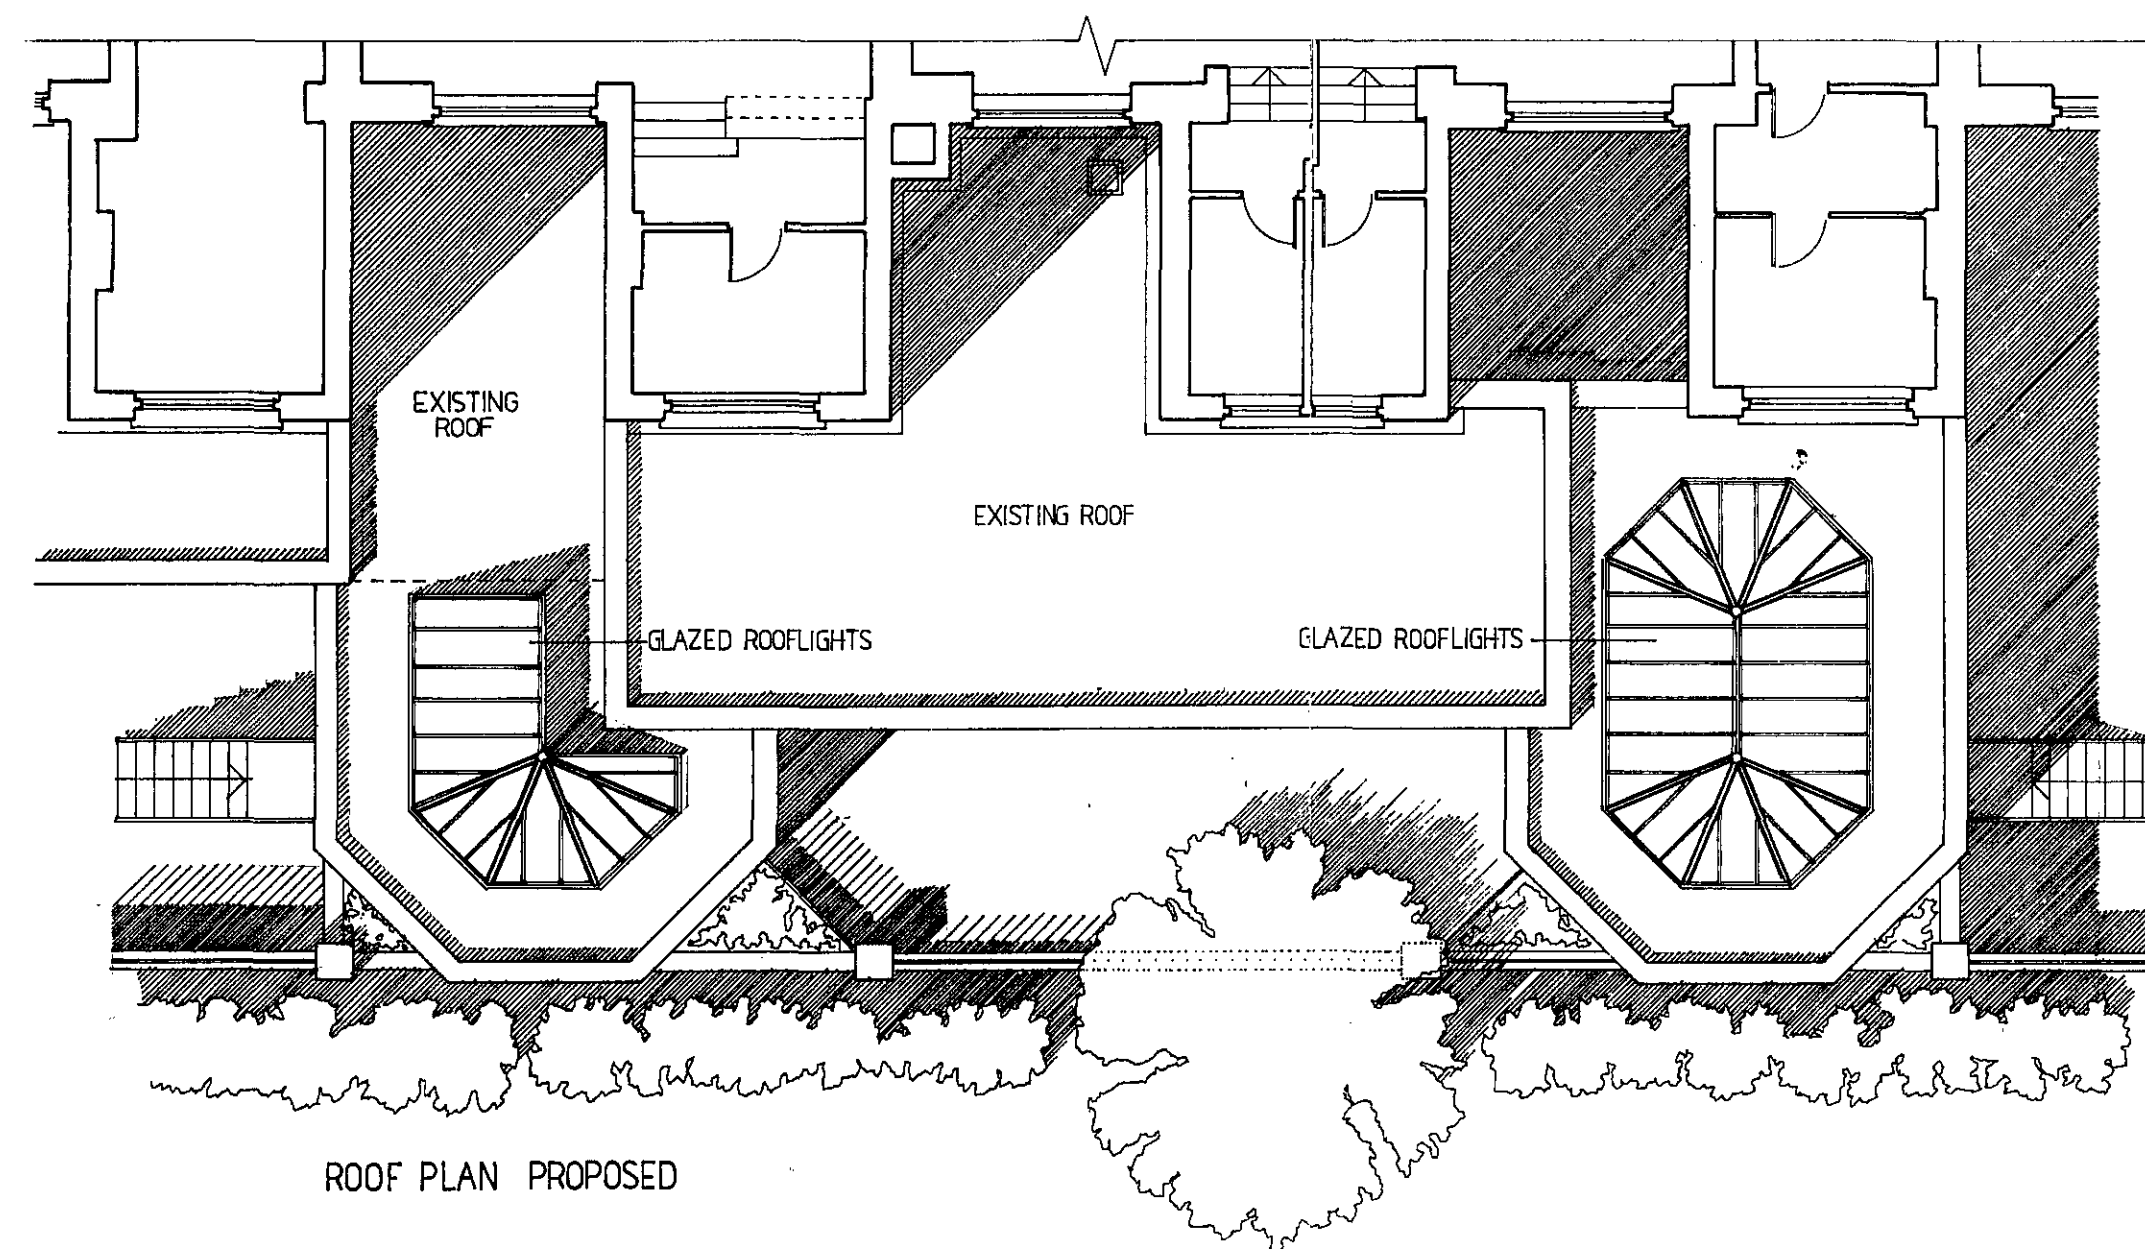 EXISTING
ROOF
EXISTING ROOF
GLAZED ROOFLIGHTS
GLAZED ROOFLIGHTS
ROOF PLAN PROPOSED